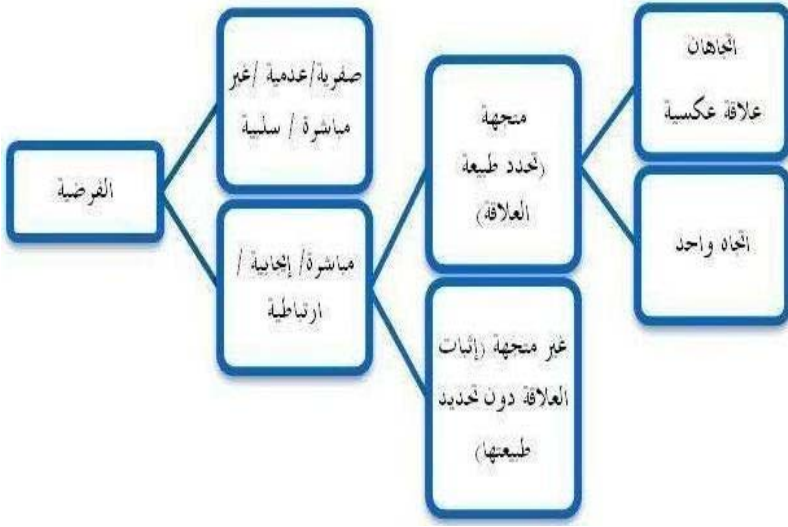 الفرضية
صفرية/عدمية /غير
مباشرة / سلبية
مباشرة/ إيجابية /
ارتباطية
متجهة
(تحدد طبيعة
العلاقة)
غير متجهة (إثبات
العلاقة دون تحديد
طبيعتها)
اتجاهان
علاقة عكسية
اتجاه واحد